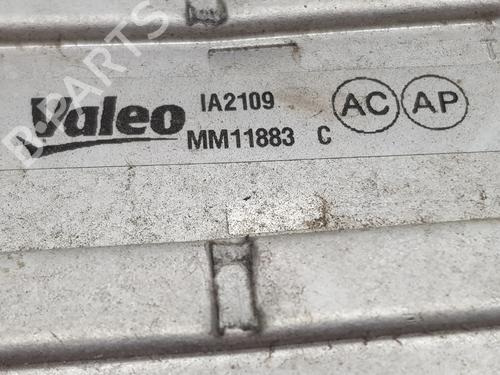 Valeo IA2109 AC AP
MM11883 C
B-PARTS